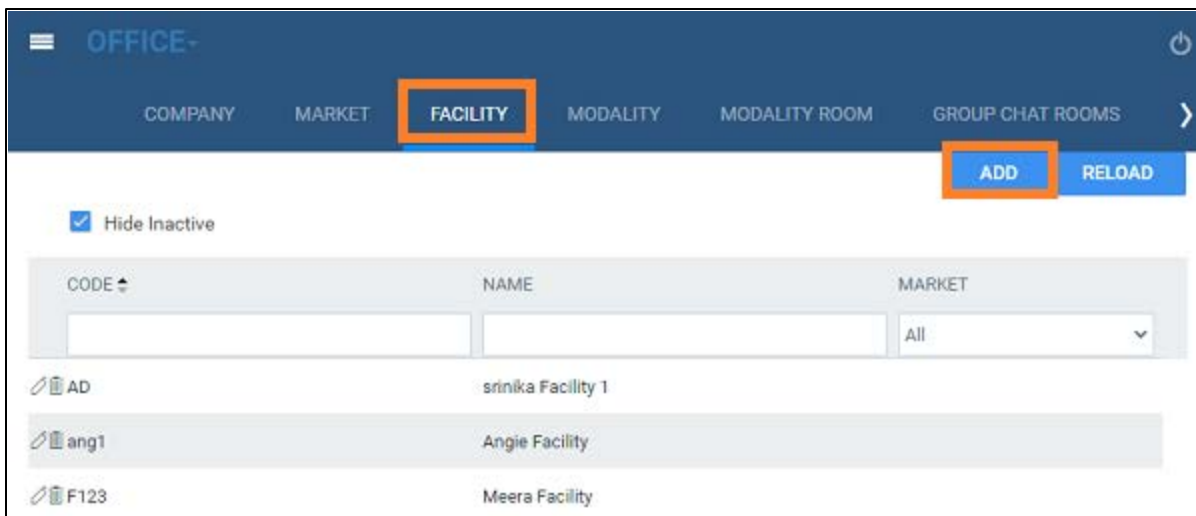 OFFICE
COMPANY MARKET FACILITY MODALITY MODALITY ROOM GROUP CHAT ROOMS
ADD RELOAD
Hide Inactive
CODE NAME MARKET
All
AD srinika Facility 1
ang1 Angie Facility
F123 Meera Facility